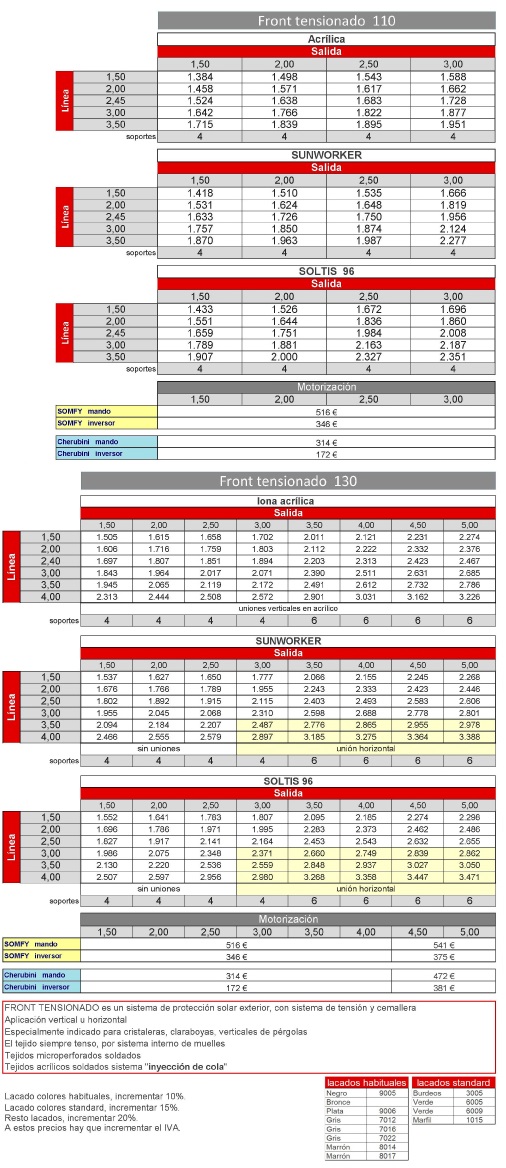 Front tensionado 110
Acrílica
Salida
1,50 2,00 2,50 3,00
Línea
1,50 1.384 1.498 1.543 1.588
2,00 1.458 1.571 1.617 1.662
2,45 1.524 1.638 1.683 1.728
3,00 1.642 1.766 1.822 1.877
3,50 1.715 1.839 1.895 1.951
soportes 4 4 4 4
SUNWORKER
Salida
1,50 2,00 2,50 3,00
Línea
1,50 1.418 1.510 1.535 1.666
2,00 1.531 1.624 1.648 1.819
2,45 1.633 1.726 1.750 1.956
3,00 1.757 1.850 1.874 2.124
3,50 1.870 1.963 1.987 2.277
soportes 4 4 4 4
SOLTIS 96
Salida
1,50 2,00 2,50 3,00
Línea
1,50 1.433 1.526 1.672 1.696
2,00 1.551 1.644 1.836 1.860
2,45 1.659 1.751 1.984 2.008
3,00 1.789 1.881 2.163 2.187
3,50 1.907 2.000 2.327 2.351
soportes 4 4 4 4
Motorización
1,50 2,00 2,50 3,00
SOMFY mando 516 €
SOMFY inversor 346 €
Cherubini mando 314 €
Cherubini inversor 172 €
Front tensionado 130
lona acrílica
Salida
1,50 2,00 2,50 3,00 3,50 4,00 4,50 5,00
Línea
1,50 1.505 1.615 1.658 1.702 2.011 2.121 2.231 2.274
2,00 1.606 1.716 1.759 1.803 2.112 2.222 2.332 2.376
2,40 1.697 1.807 1.851 1.894 2.203 2.313 2.423 2.467
3,00 1.843 1.964 2.017 2.071 2.390 2.511 2.631 2.685
3,50 1.945 2.065 2.119 2.172 2.491 2.612 2.732 2.786
4,00 2.313 2.444 2.508 2.572 2.901 3.031 3.162 3.226
uniones verticales en acrílico
soportes 4 4 4 4 6 6 6 6
SUNWORKER
Salida
1,50 2,00 2,50 3,00 3,50 4,00 4,50 5,00
Línea
1,50 1.537 1.627 1.650 1.777 2.066 2.155 2.245 2.268
2,00 1.676 1.766 1.789 1.955 2.243 2.333 2.423 2.446
2,50 1.802 1.892 1.915 2.115 2.403 2.493 2.583 2.606
3,00 1.955 2.045 2.068 2.310 2.598 2.688 2.778 2.801
3,50 2.094 2.184 2.207 2.487 2.776 2.865 2.955 2.978
4,00 2.466 2.555 2.579 2.897 3.185 3.275 3.364 3.388
sin uniones unión horizontal
soportes 4 4 4 4 6 6 6 6
SOLTIS 96
Salida
1,50 2,00 2,50 3,00 3,50 4,00 4,50 5,00
Línea
1,50 1.552 1.641 1.783 1.807 2.095 2.185 2.274 2.298
2,00 1.696 1.786 1.971 1.995 2.283 2.373 2.462 2.486
2,50 1.827 1.917 2.141 2.164 2.453 2.543 2.632 2.655
3,00 1.986 2.075 2.348 2.371 2.660 2.749 2.839 2.862
3,50 2.130 2.220 2.536 2.559 2.848 2.937 3.027 3.050
4,00 2.507 2.597 2.956 2.980 3.268 3.358 3.447 3.471
sin uniones unión horizontal
soportes 4 4 4 4 6 6 6 6
Motorización
1,50 2,00 2,50 3,00 3,50 4,00 4,50 5,00
SOMFY mando 516 € 541 €
SOMFY inversor 346 € 375 €
Cherubini mando 314 € 472 €
Cherubini inversor 172 € 381 €
FRONT TENSIONADO es un sistema de protección solar exterior, con sistema de tensión y cemallera
Aplicación vertical u horizontal
Especialmente indicado para cristaleras, claraboyas, verticales de pérgolas
El tejido siempre tenso, por sistema interno de muelles
Tejidos microperforados soldados
Tejidos acrílicos soldados sistema "inyección de cola"
Lacado colores habituales, incrementar 10%.
Lacado colores standard, incrementar 15%.
Resto lacados, incrementar 20%.
A estos precios hay que incrementar el IVA.
lacados habituales
Negro 9005
Bronce
Plata 9006
Gris 7012
Gris 7016
Gris 7022
Marrón 8014
Marrón 8017
lacados standard
Burdeos 3005
Verde 6005
Verde 6009
Marfil 1015